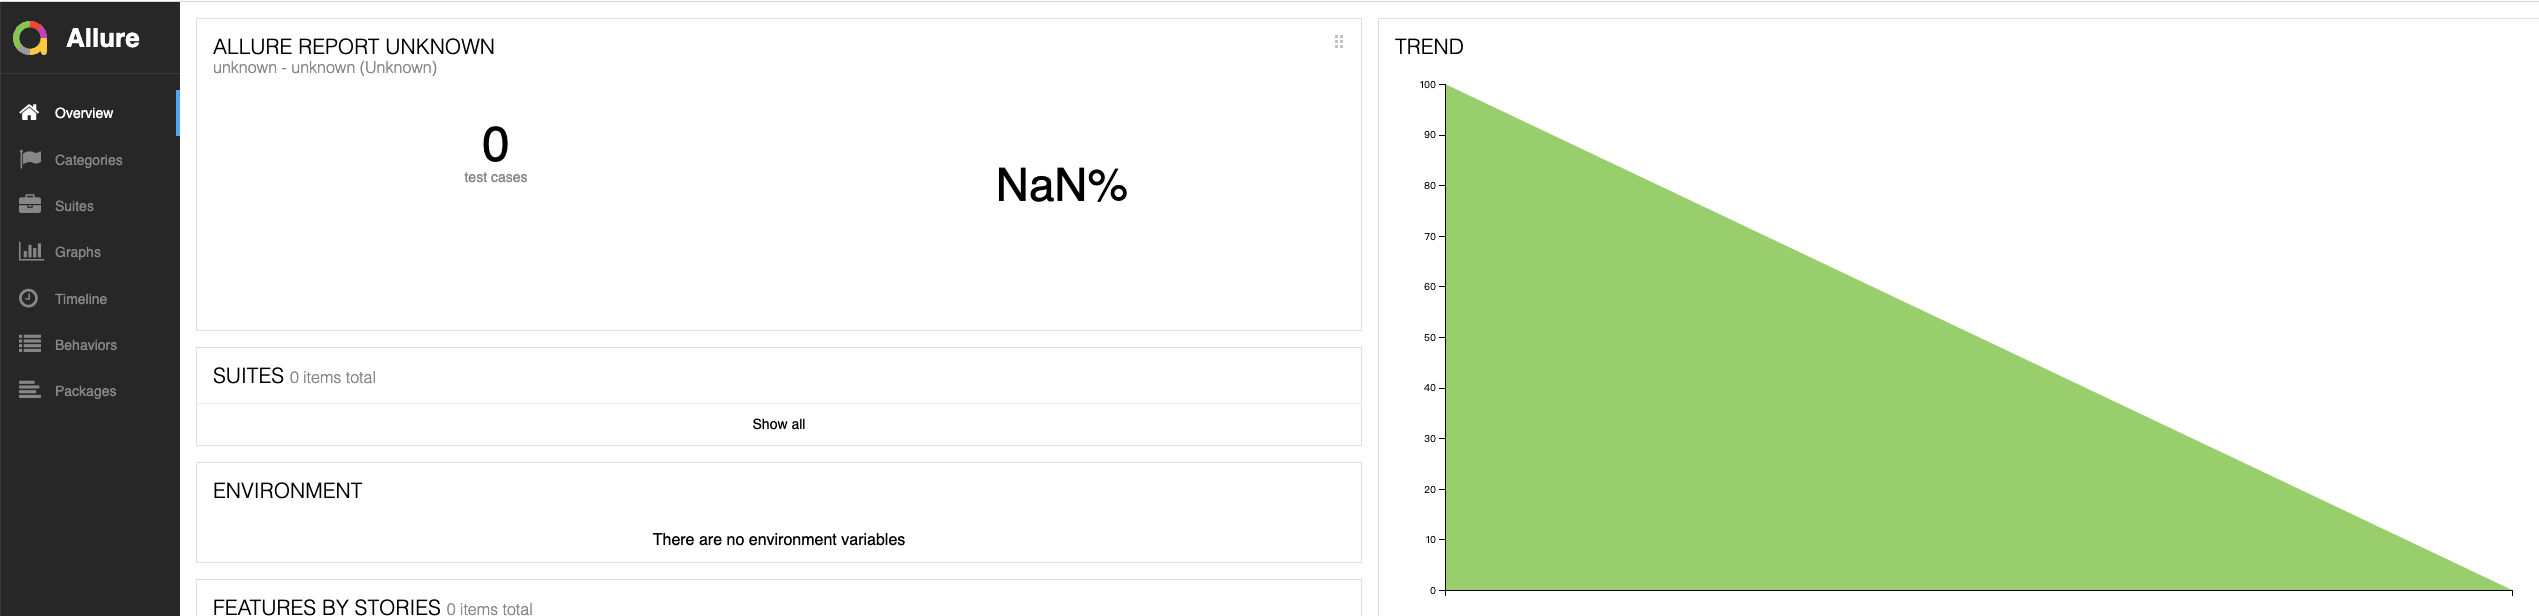 Allure
Overview
Categories
Suites
Graphs
Timeline
Behaviors
Packages
ALLURE REPORT UNKNOWN
unknown - unknown (Unknown)
0
test cases
NaN%
SUITES 0 items total
Show all
ENVIRONMENT
There are no environment variables
FEATURES BY STORIES 0 items total
TREND
100
90
80
70
60
50
40
30
20
10
0